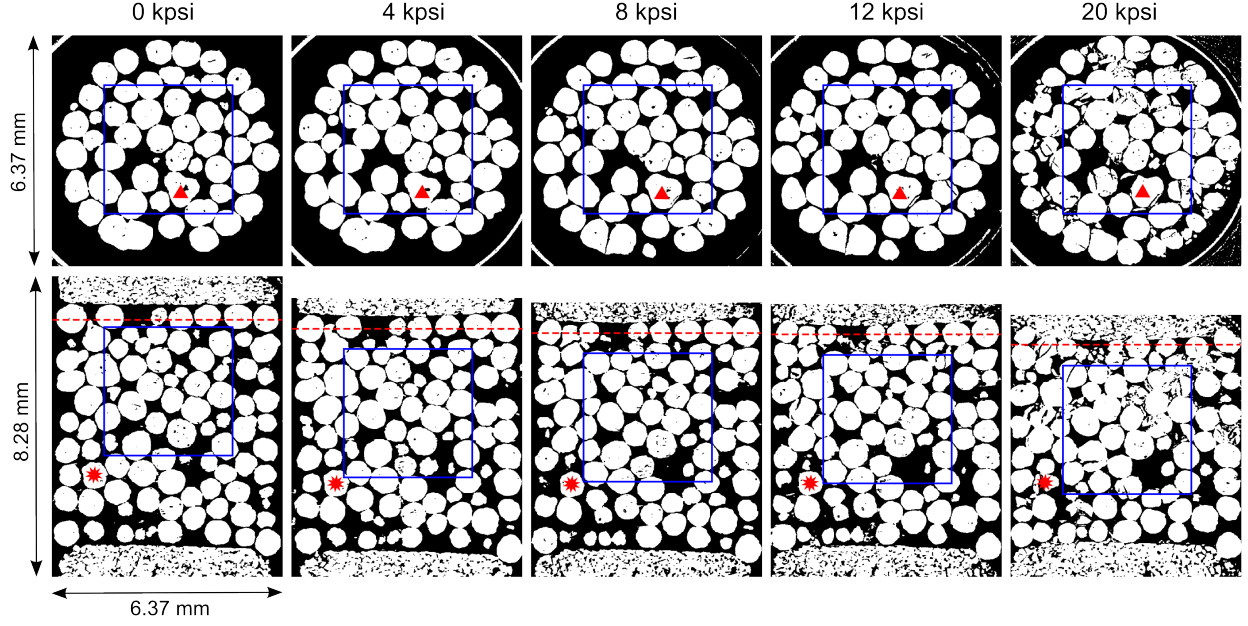 0 kpsi
4 kpsi
8 kpsi
12 kpsi
20 kpsi
6.37 mm
8.28 mm
6.37 mm